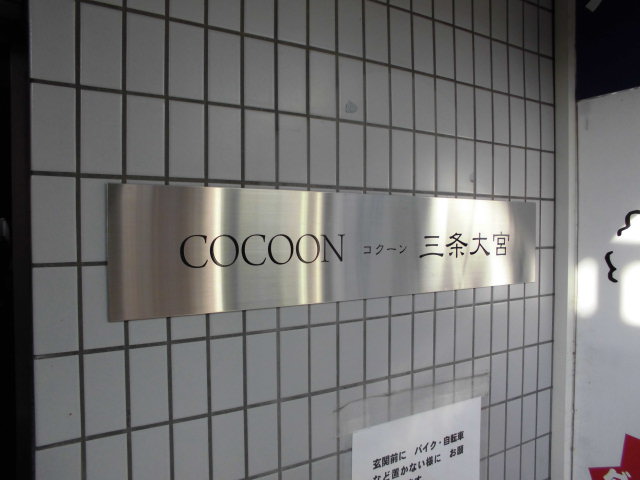 COCOON コクーン 三条大宮
玄関前に バイク・自転車
など置かない様に お願